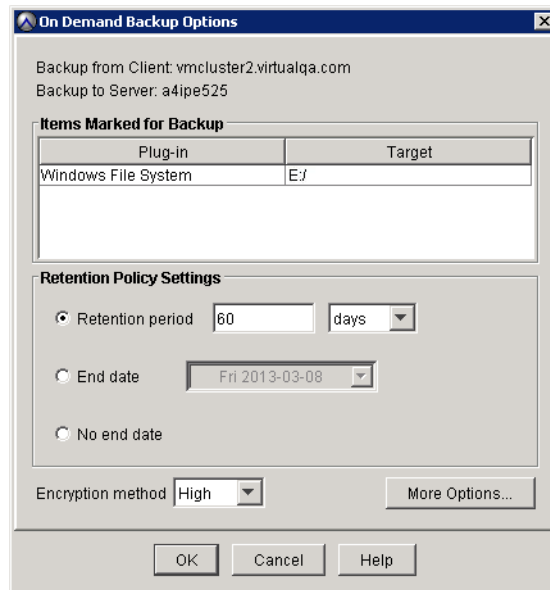 On Demand Backup Options
Backup from Client: vmcluster2.virtualqa.com
Backup to Server: a4ipe525
Items Marked for Backup
Plug-in Target
Windows File System E:/
Retention Policy Settings
Retention period 60 days
End date Fri 2013-03-08
No end date
Encryption method High More Options...
OK Cancel Help